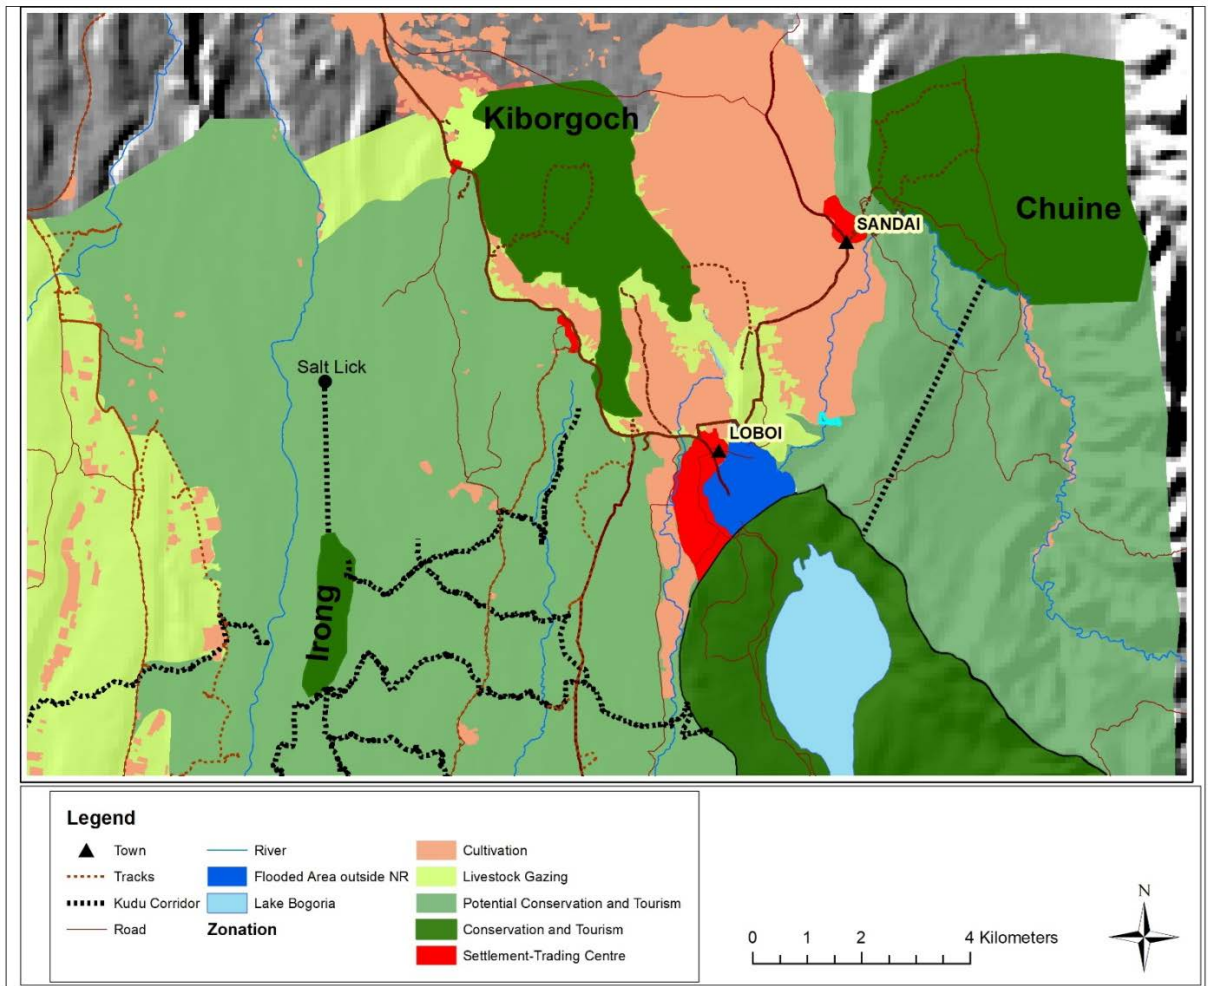 Kiborgoch
Chuine
SANDAI
Salt Lick
LOBOI
Irong
Legend
Town
Tracks
Kudu Corridor
Road
River
Flooded Area outside NR
Lake Bogoria
Zonation
Cultivation
Livestock Gazing
Potential Conservation and Tourism
Conservation and Tourism
Settlement-Trading Centre
0 1 2 4 Kilometers
N